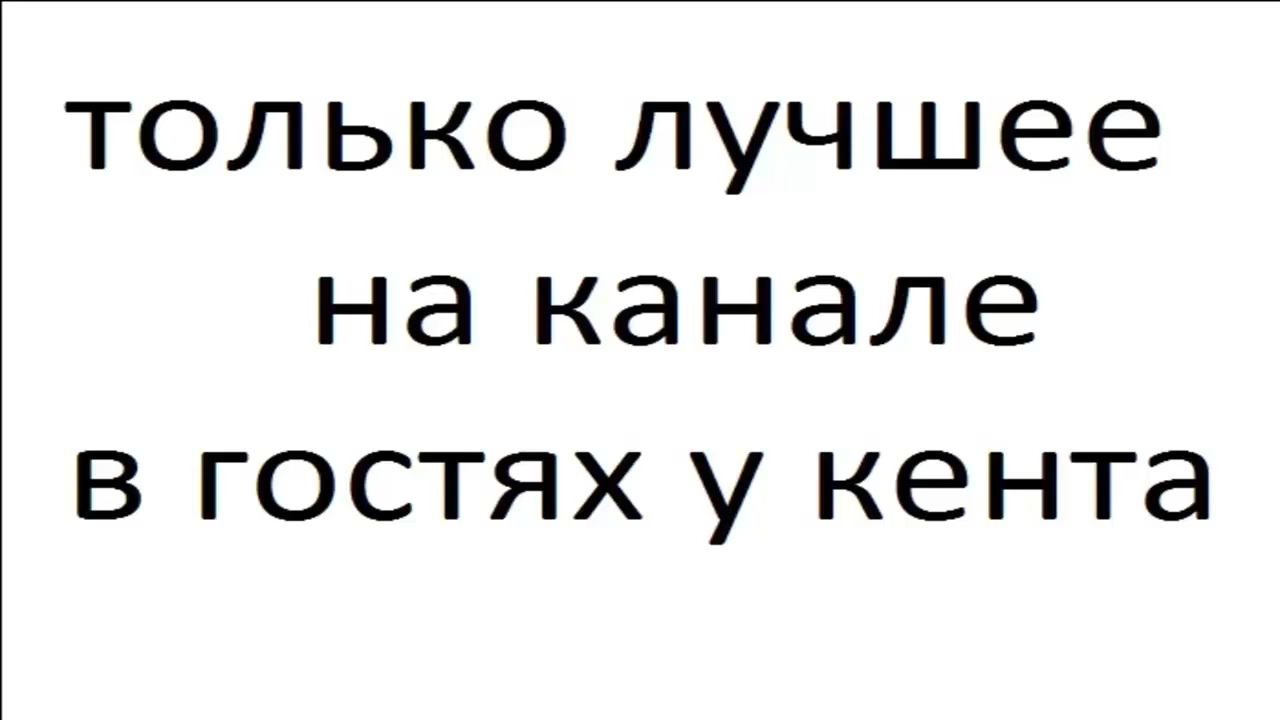 только лучшее
на канале
в гостях у кента